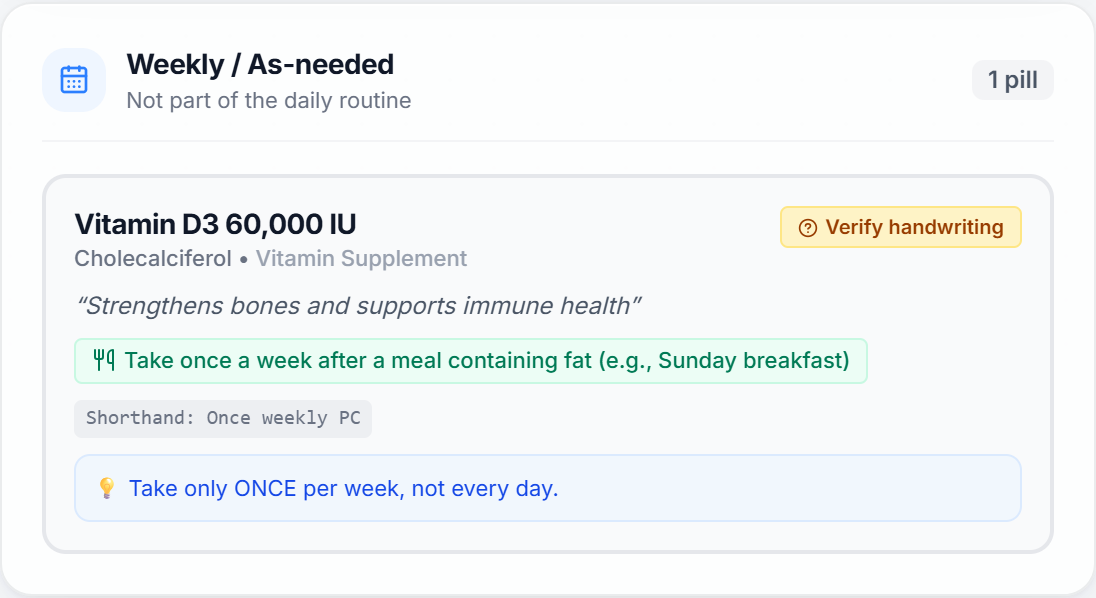 Weekly / As-needed
Not part of the daily routine
1 pill
Vitamin D3 60,000 IU
Verify handwriting
Cholecalciferol • Vitamin Supplement
“Strengthens bones and supports immune health”
Take once a week after a meal containing fat (e.g., Sunday breakfast)
Shorthand: Once weekly PC
Take only ONCE per week, not every day.